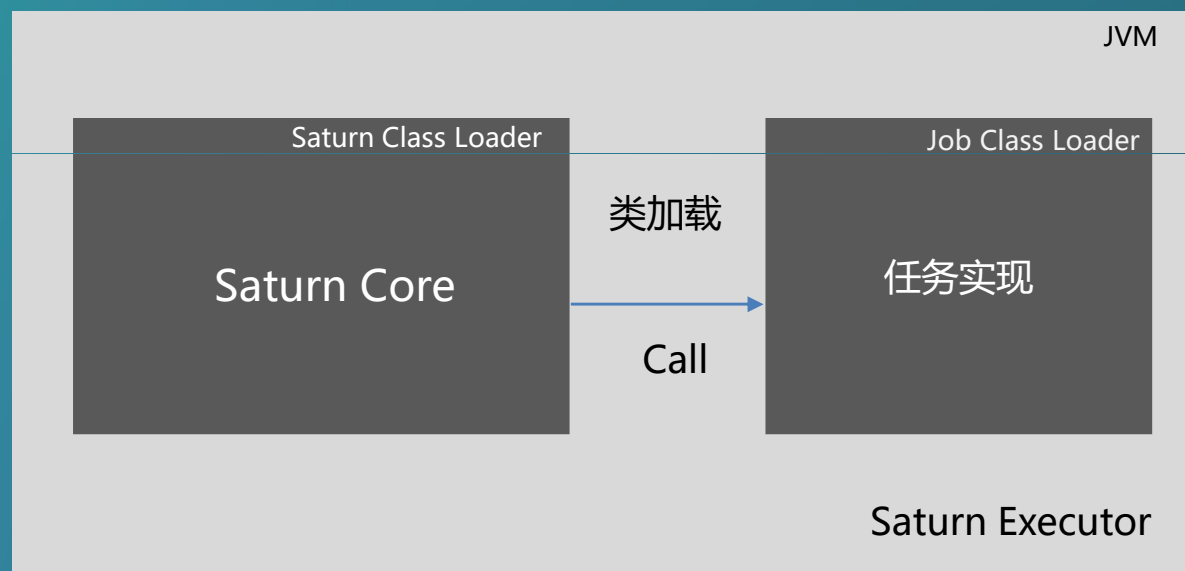 JVM
Saturn Class Loader
Job Class Loader
类加载
Saturn Core
任务实现
Call
Saturn Executor